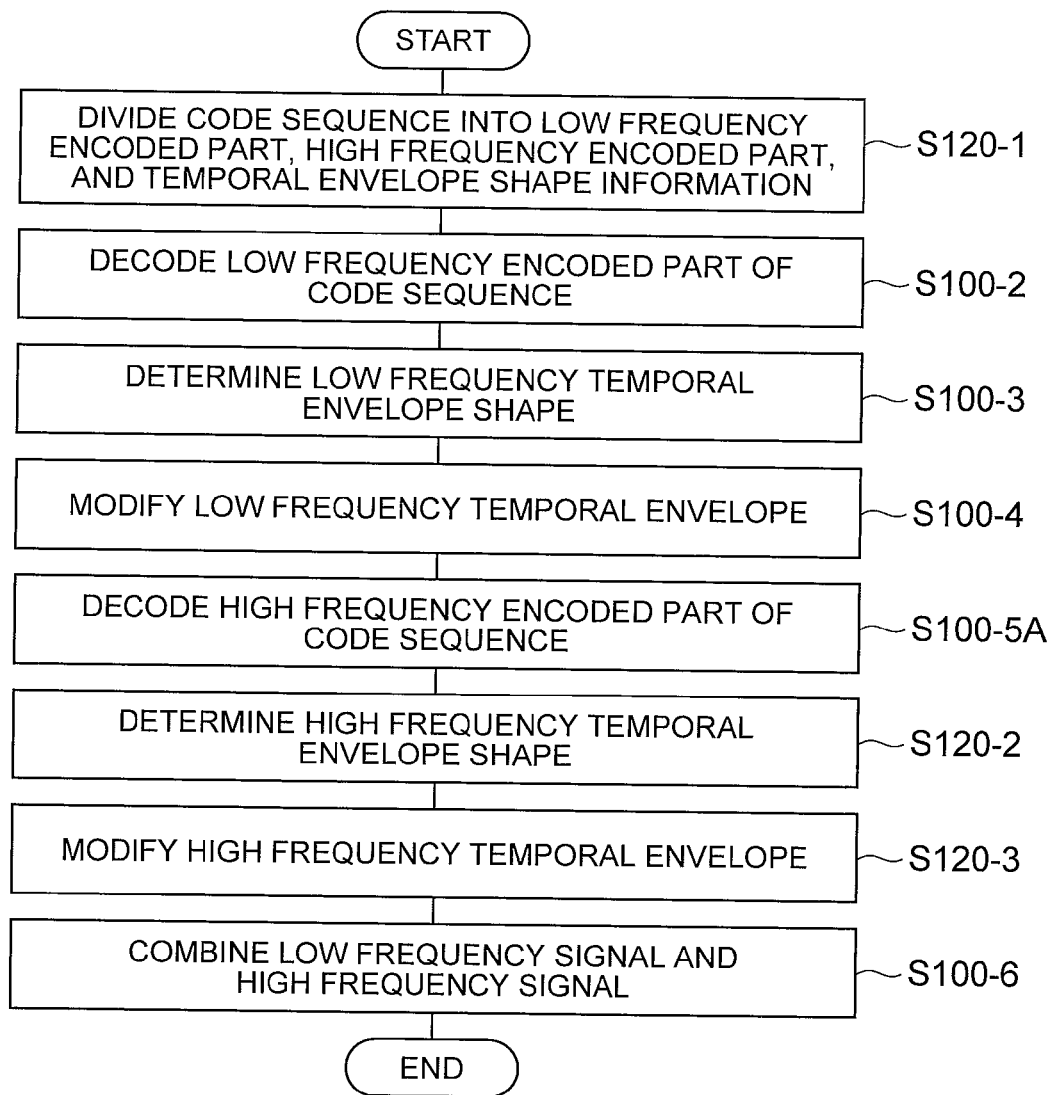 START
DIVIDE CODE SEQUENCE INTO LOW FREQUENCY
ENCODED PART, HIGH FREQUENCY ENCODED PART,
AND TEMPORAL ENVELOPE SHAPE INFORMATION
S120-1
DECODE LOW FREQUENCY ENCODED PART OF
CODE SEQUENCE
S100-2
DETERMINE LOW FREQUENCY TEMPORAL
ENVELOPE SHAPE
S100-3
MODIFY LOW FREQUENCY TEMPORAL ENVELOPE
S100-4
DECODE HIGH FREQUENCY ENCODED PART OF
CODE SEQUENCE
S100-5A
DETERMINE HIGH FREQUENCY TEMPORAL
ENVELOPE SHAPE
S120-2
MODIFY HIGH FREQUENCY TEMPORAL ENVELOPE
S120-3
COMBINE LOW FREQUENCY SIGNAL AND
HIGH FREQUENCY SIGNAL
S100-6
END